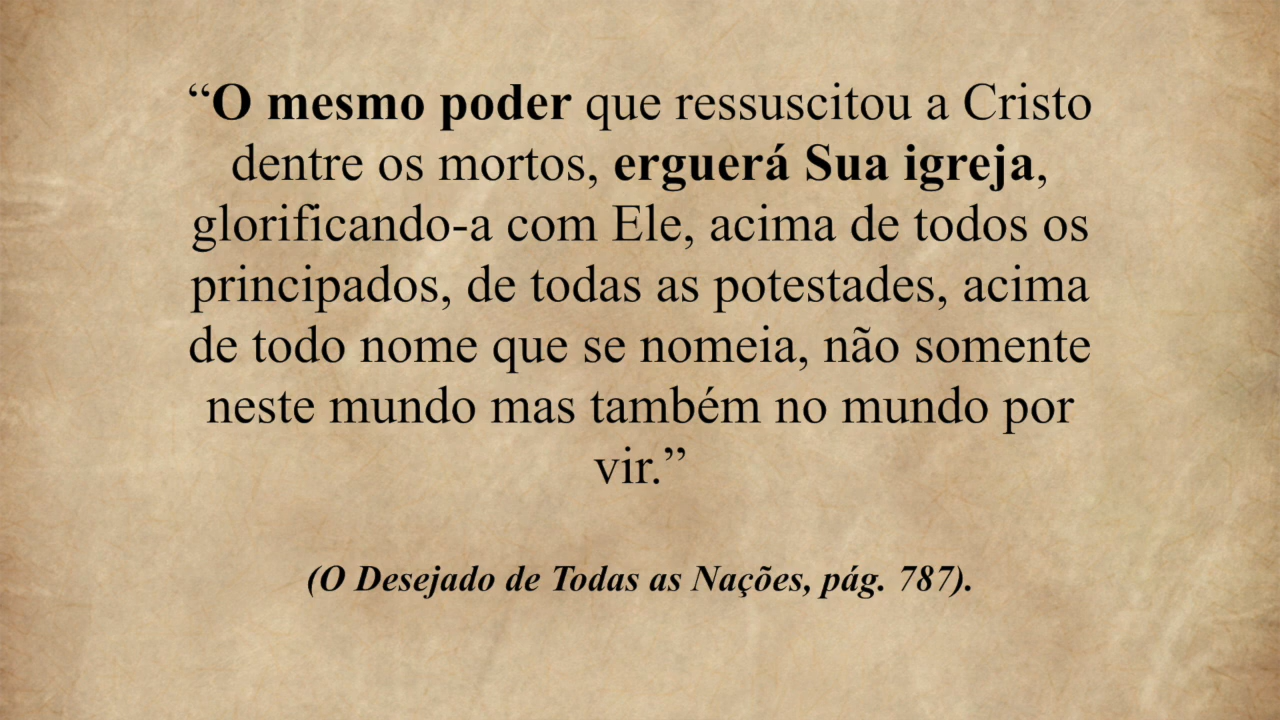 “O mesmo poder que ressuscitou a Cristo
dentre os mortos, erguerá Sua igreja,
glorificando-a com Ele, acima de todos os
principados, de todas as potestades, acima
de todo nome que se nomeia, não somente
neste mundo mas também no mundo por
vir.”
(O Desejado de Todas as Nações, pág. 787).